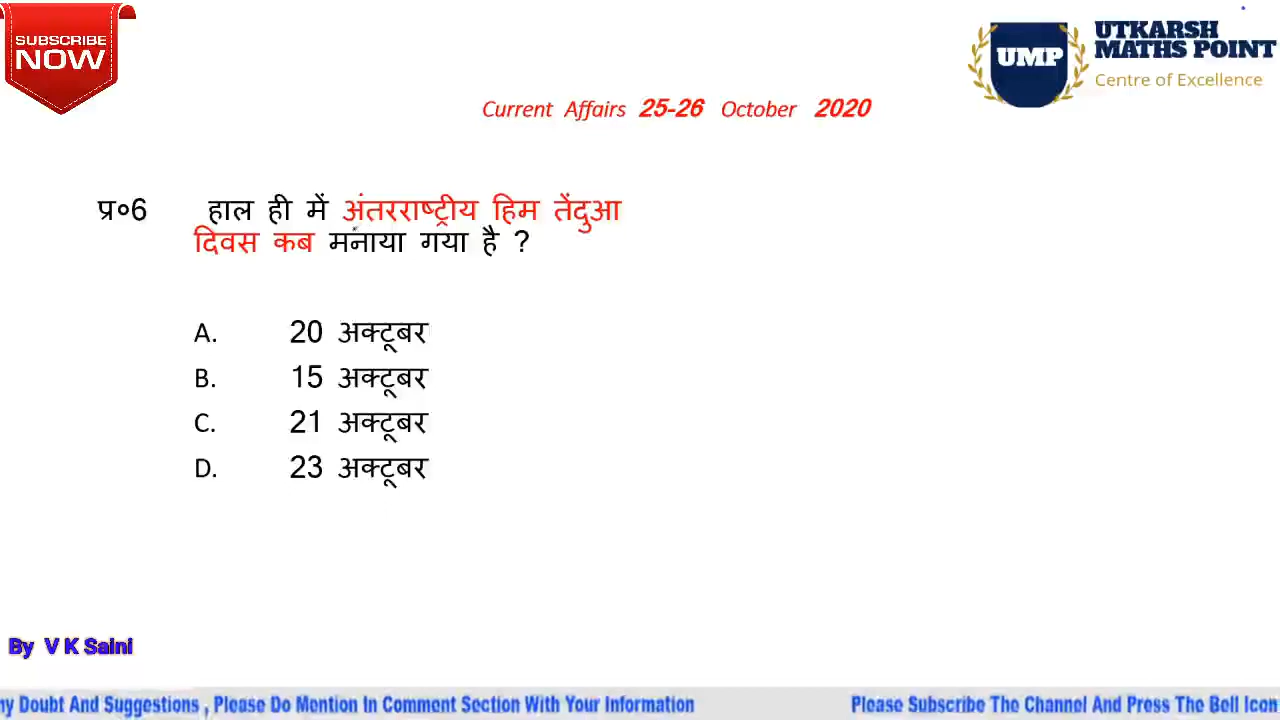 SUBSCRIBE
NOW
UMP
UTKARSH
MATHS POINT
Centre of Excellence
Current Affairs 25-26 October 2020
प्र०6 हाल ही में अंतरराष्ट्रीय हिम तेंदुआ
दिवस कब मनाया गया है ?
A. 20 अक्टूबर
B. 15 अक्टूबर
C. 21 अक्टूबर
D. 23 अक्टूबर
By V K Saini
ny Doubt And Suggestions , Please Do Mention In Comment Section With Your Information Please Subscribe The Channel And Press The Bell Icon